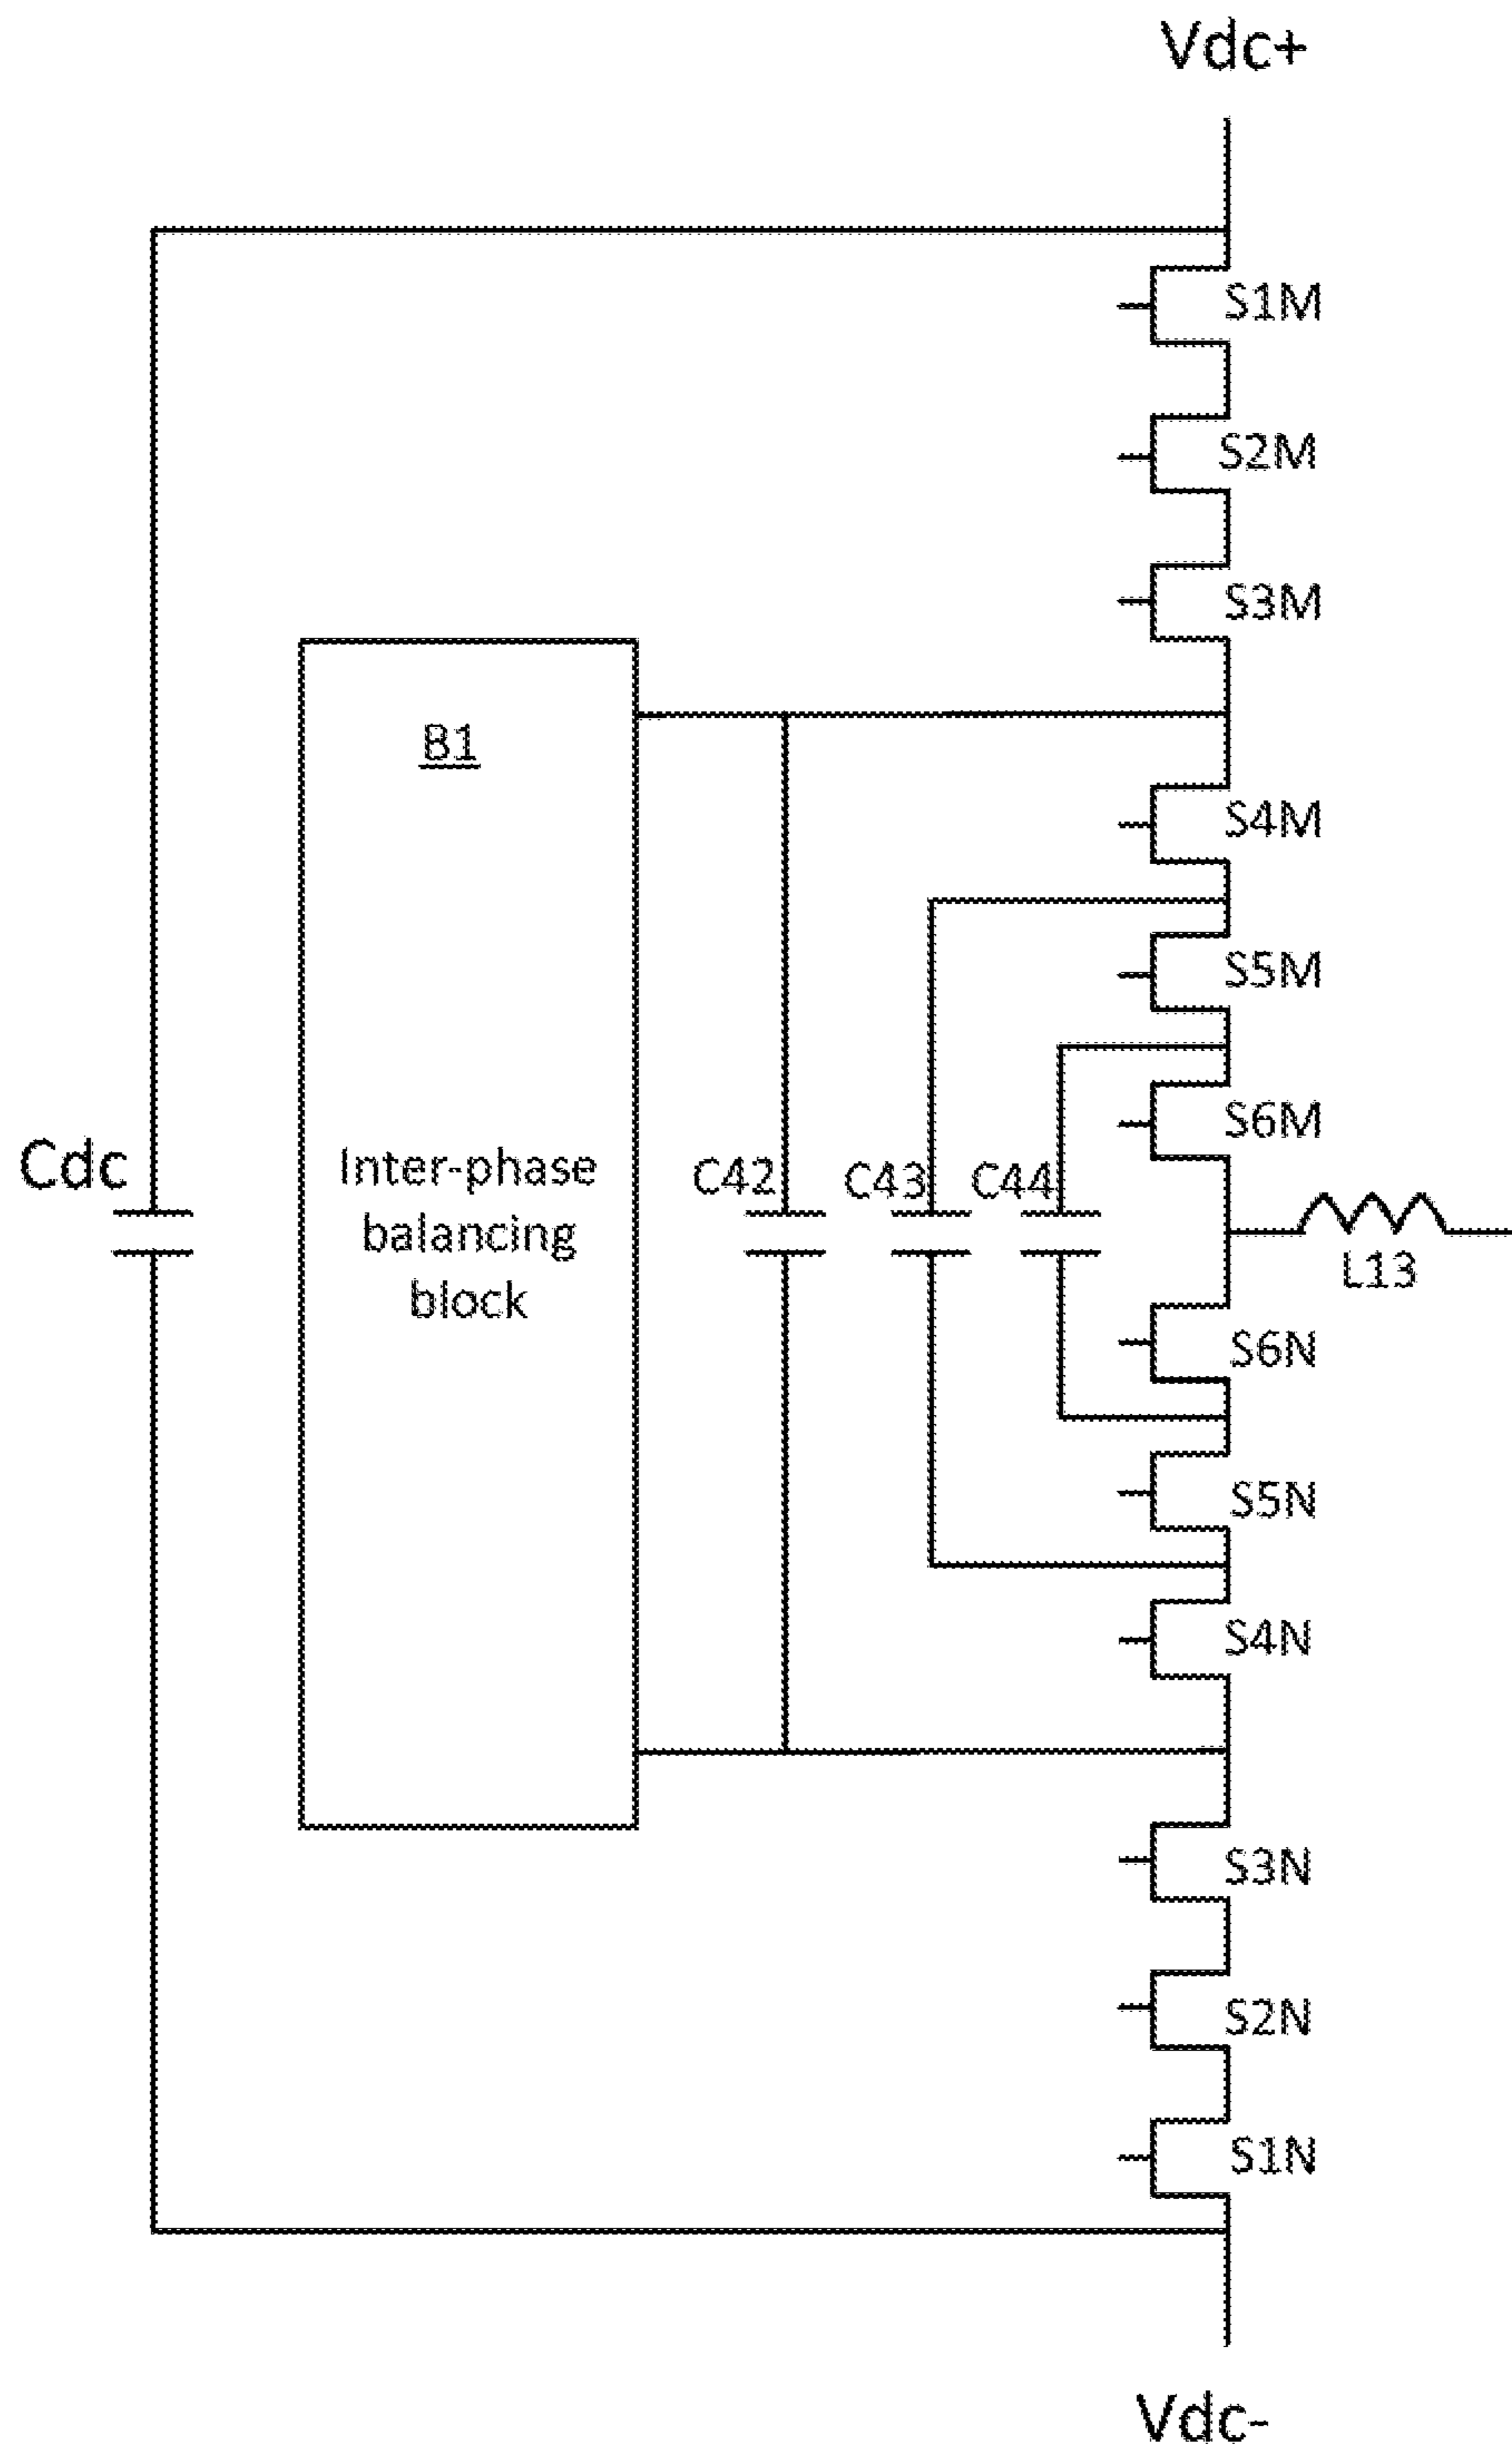 Vdc+
S1M
S2M
S3M
B1
S4M
S5M
S6M
Cdc
Inter-phase
balancing
block
C42
C43
C44
L13
S6N
S5N
S4N
S3N
S2N
S1N
Vdc-